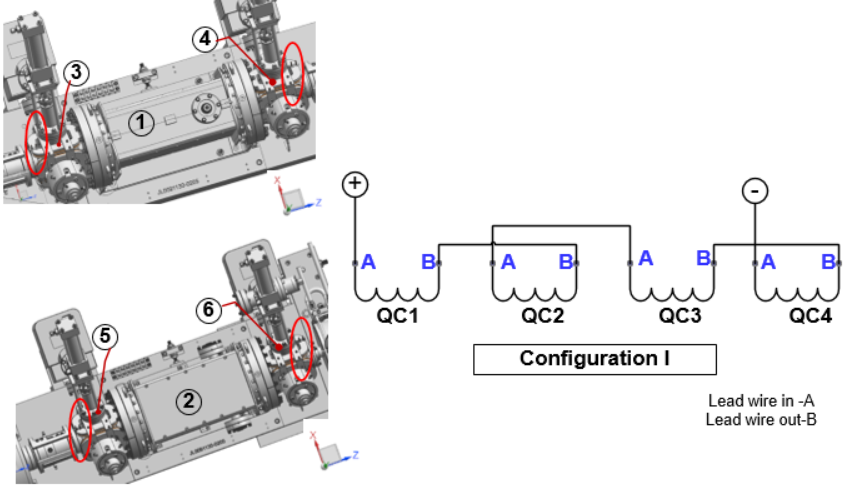 4
3
1
X
Z
6
5
2
X
Z
+
-
A
B
A
B
A
B
A
B
QC1
QC2
QC3
QC4
Configuration I
Lead wire in -A
Lead wire out-B